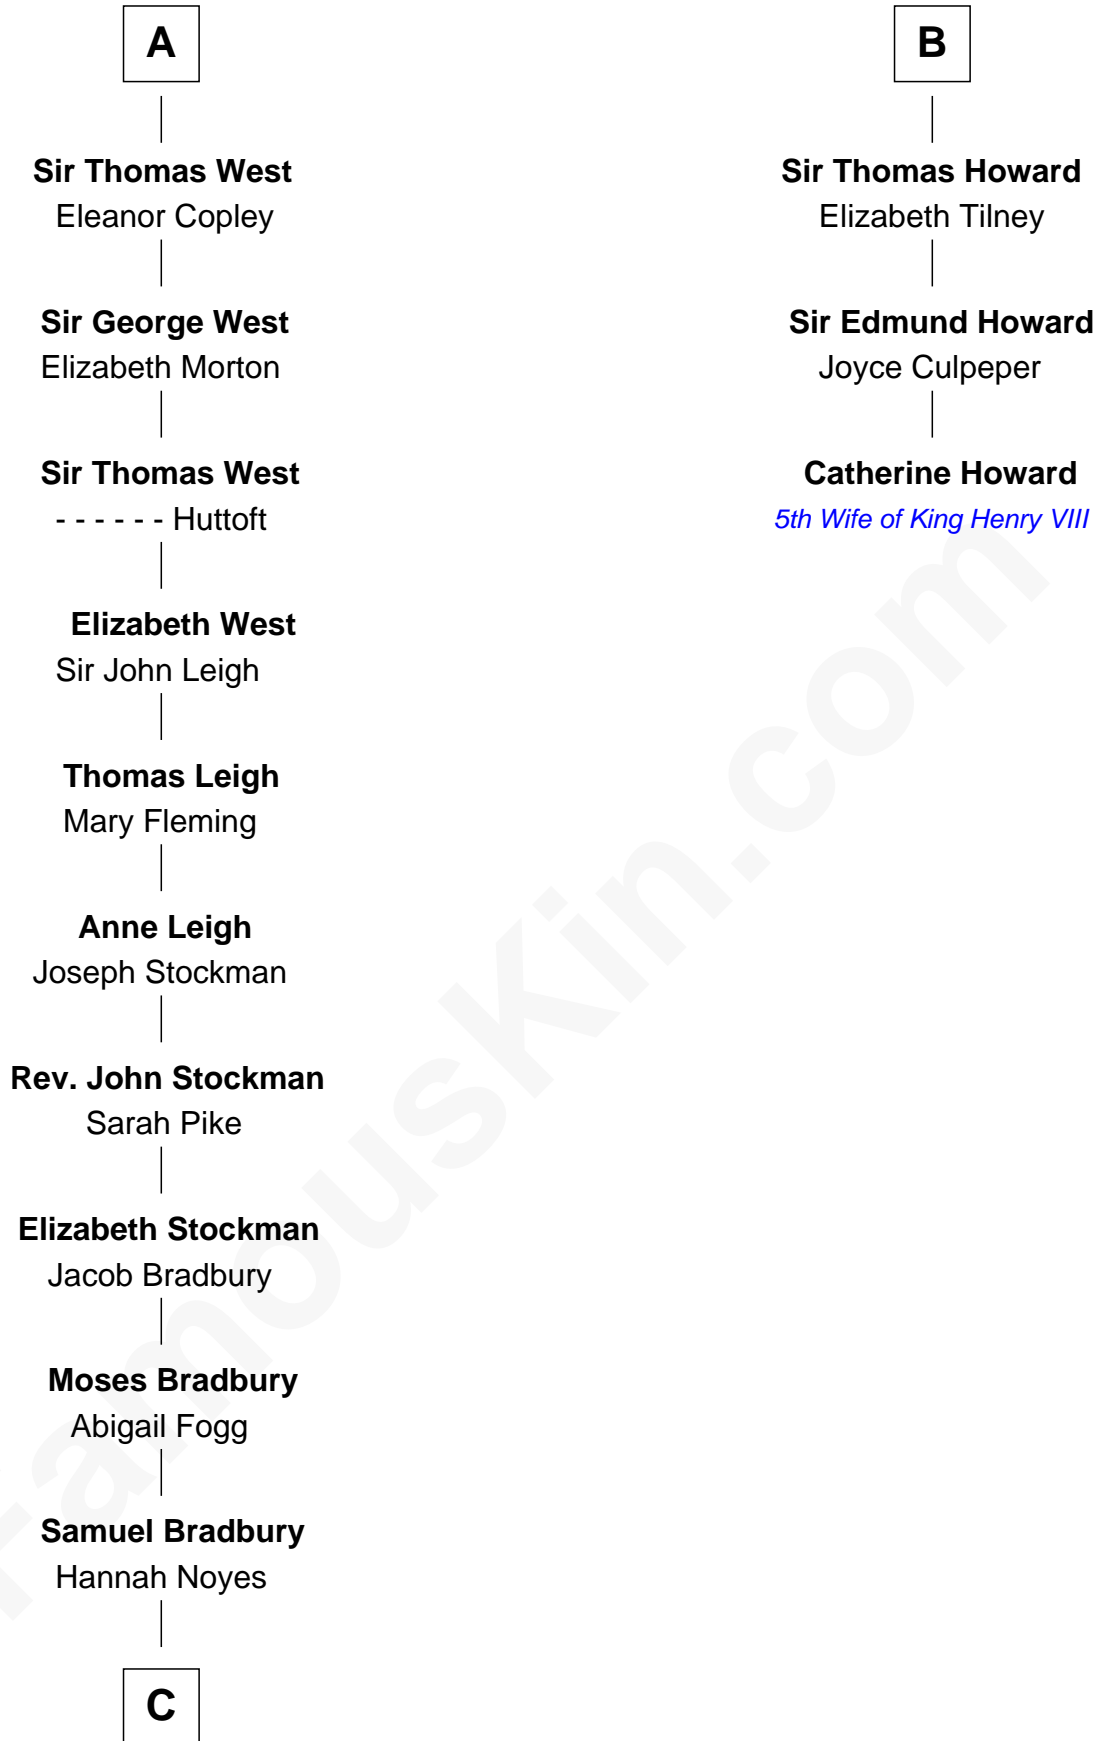 A
Sir Thomas West
Eleanor Copley
Sir George West
Elizabeth Morton
Sir Thomas West
- - - - - - Huttoft
Elizabeth West
Sir John Leigh
Thomas Leigh
Mary Fleming
Anne Leigh
Joseph Stockman
Rev. John Stockman
Sarah Pike
Elizabeth Stockman
Jacob Bradbury
Moses Bradbury
Abigail Fogg
Samuel Bradbury
Hannah Noyes
C
B
Sir Thomas Howard
Elizabeth Tilney
Sir Edmund Howard
Joyce Culpeper
Catherine Howard
5th Wife of King Henry VIII
FamousKin.com